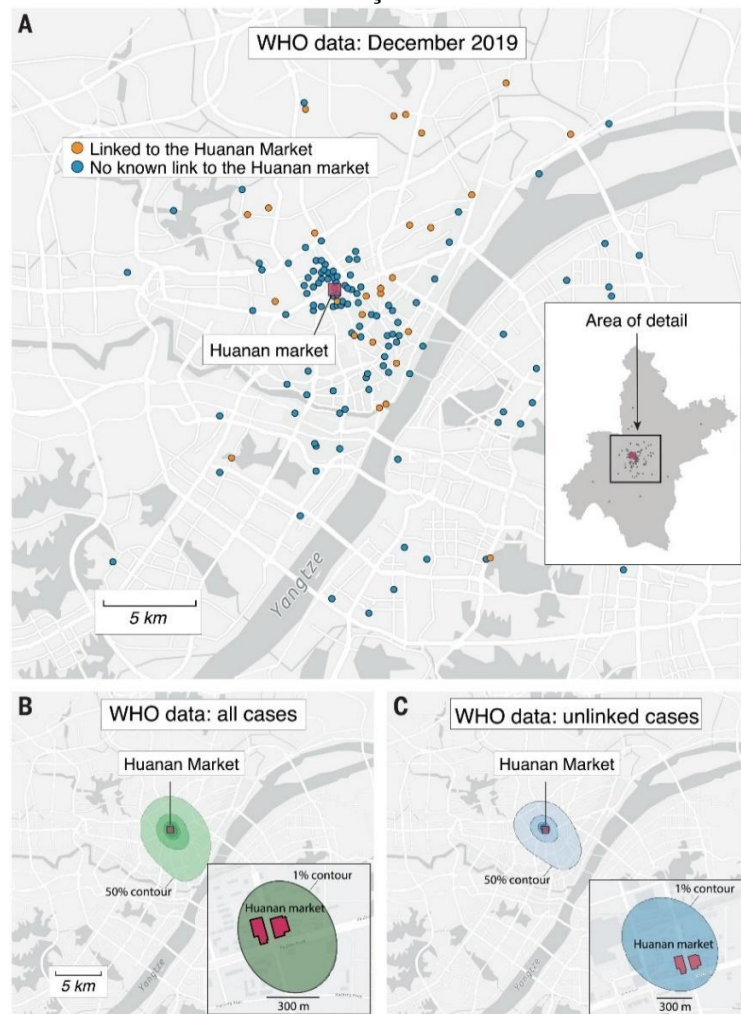 A
WHO data: December 2019
Linked to the Huanan Market
No known link to the Huanan market
Huanan market
Area of detail
5 km
Yangtze
B
WHO data: all cases
Huanan Market
50% contour
1% contour
Huanan market
300 m
5 km
Yangtze
C
WHO data: unlinked cases
Huanan Market
50% contour
1% contour
Huanan market
300 m
Yangtze